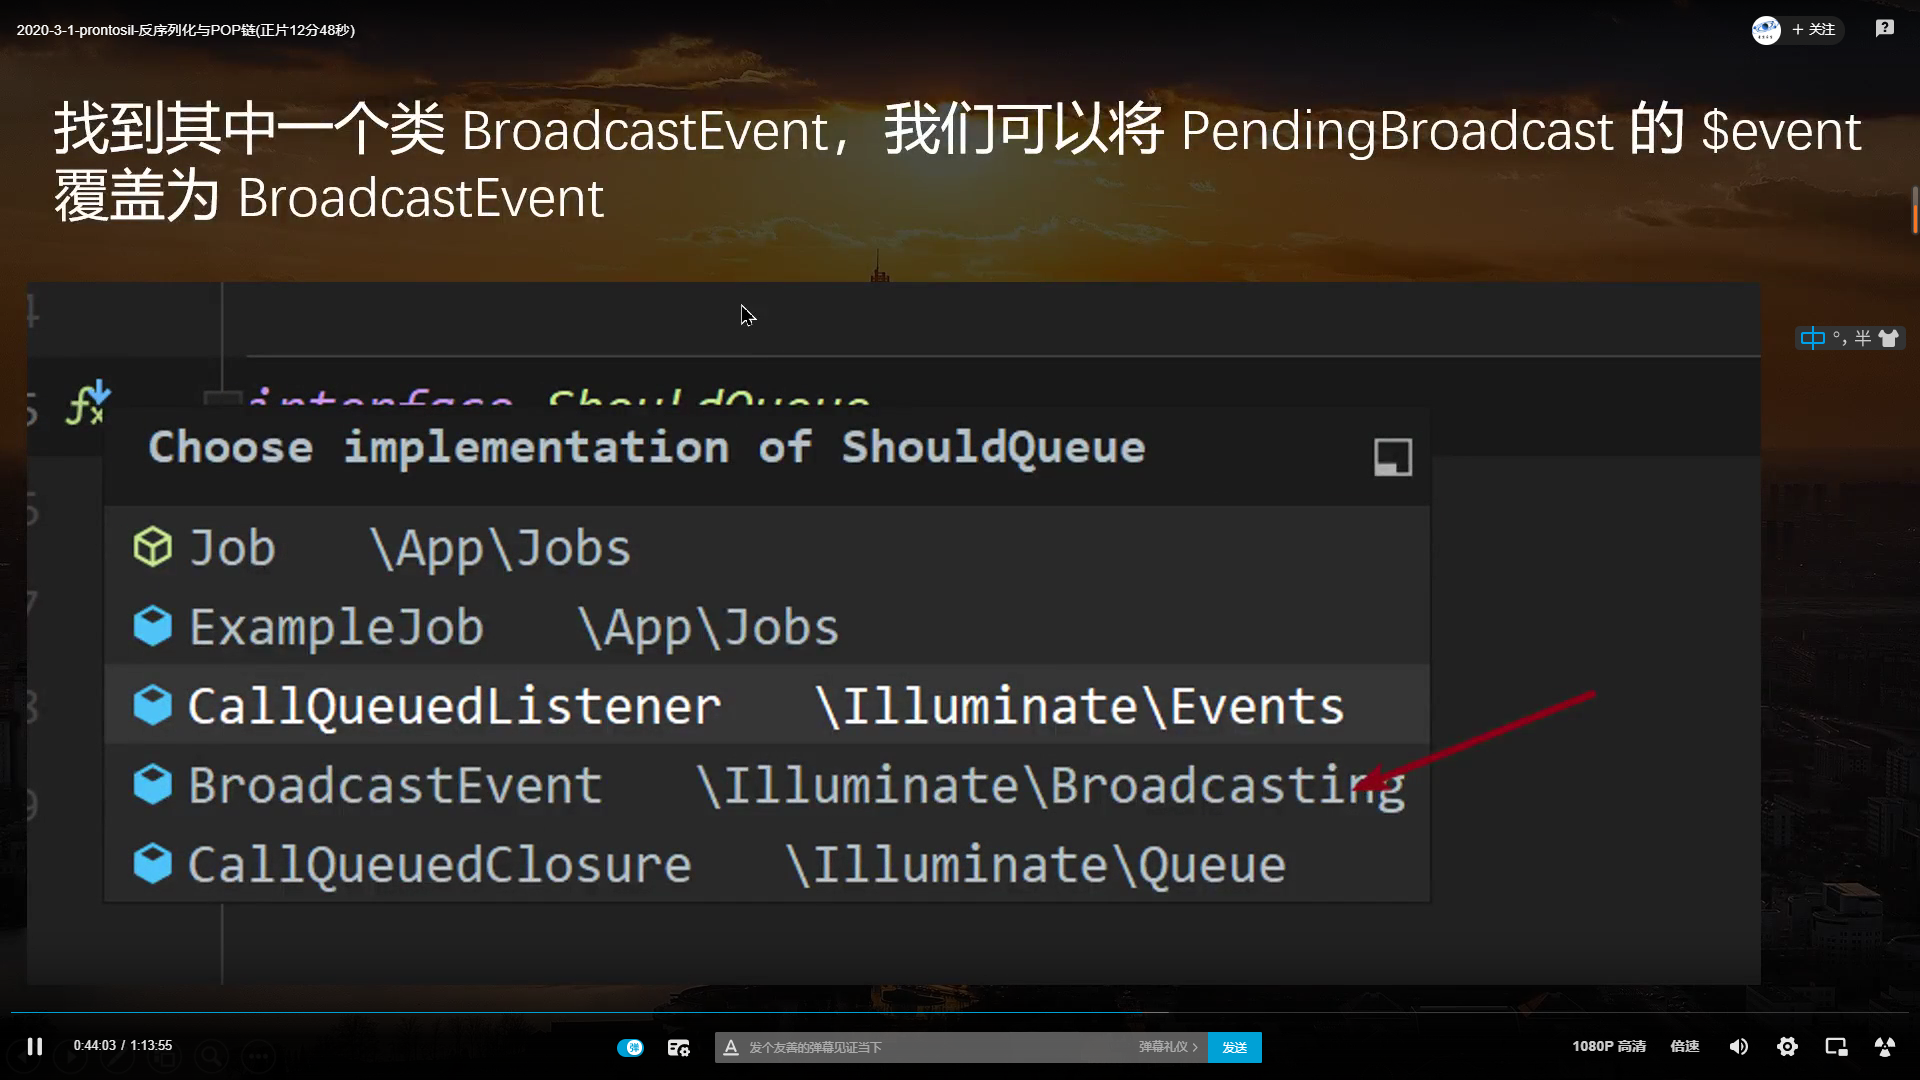 2020-3-1-prontosil-反序列化与POP链(正片12分48秒)
+ 关注
找到其中一个类 BroadcastEvent，我们可以将 PendingBroadcast 的 $event
覆盖为 BroadcastEvent
中 °, 半
interface ShouldQueue
Choose implementation of ShouldQueue
Job \App\Jobs
ExampleJob \App\Jobs
CallQueuedListener \Illuminate\Events
BroadcastEvent \Illuminate\Broadcasting
CallQueuedClosure \Illuminate\Queue
0:44:03 / 1:13:55
弹
A 发个友善的弹幕见证当下 弹幕礼仪 > 发送
1080P 高清 倍速